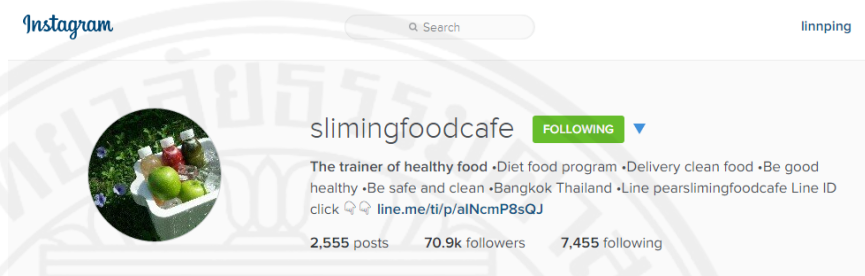 Instagram
Search
linnping
slimingfoodcafe FOLLOWING ▼
The trainer of healthy food •Diet food program •Delivery clean food •Be good
healthy •Be safe and clean •Bangkok Thailand •Line pearslimingfoodcafe Line ID
click 👇👇 line.me/ti/p/alNcmP8sQJ
2,555 posts 70.9k followers 7,455 following